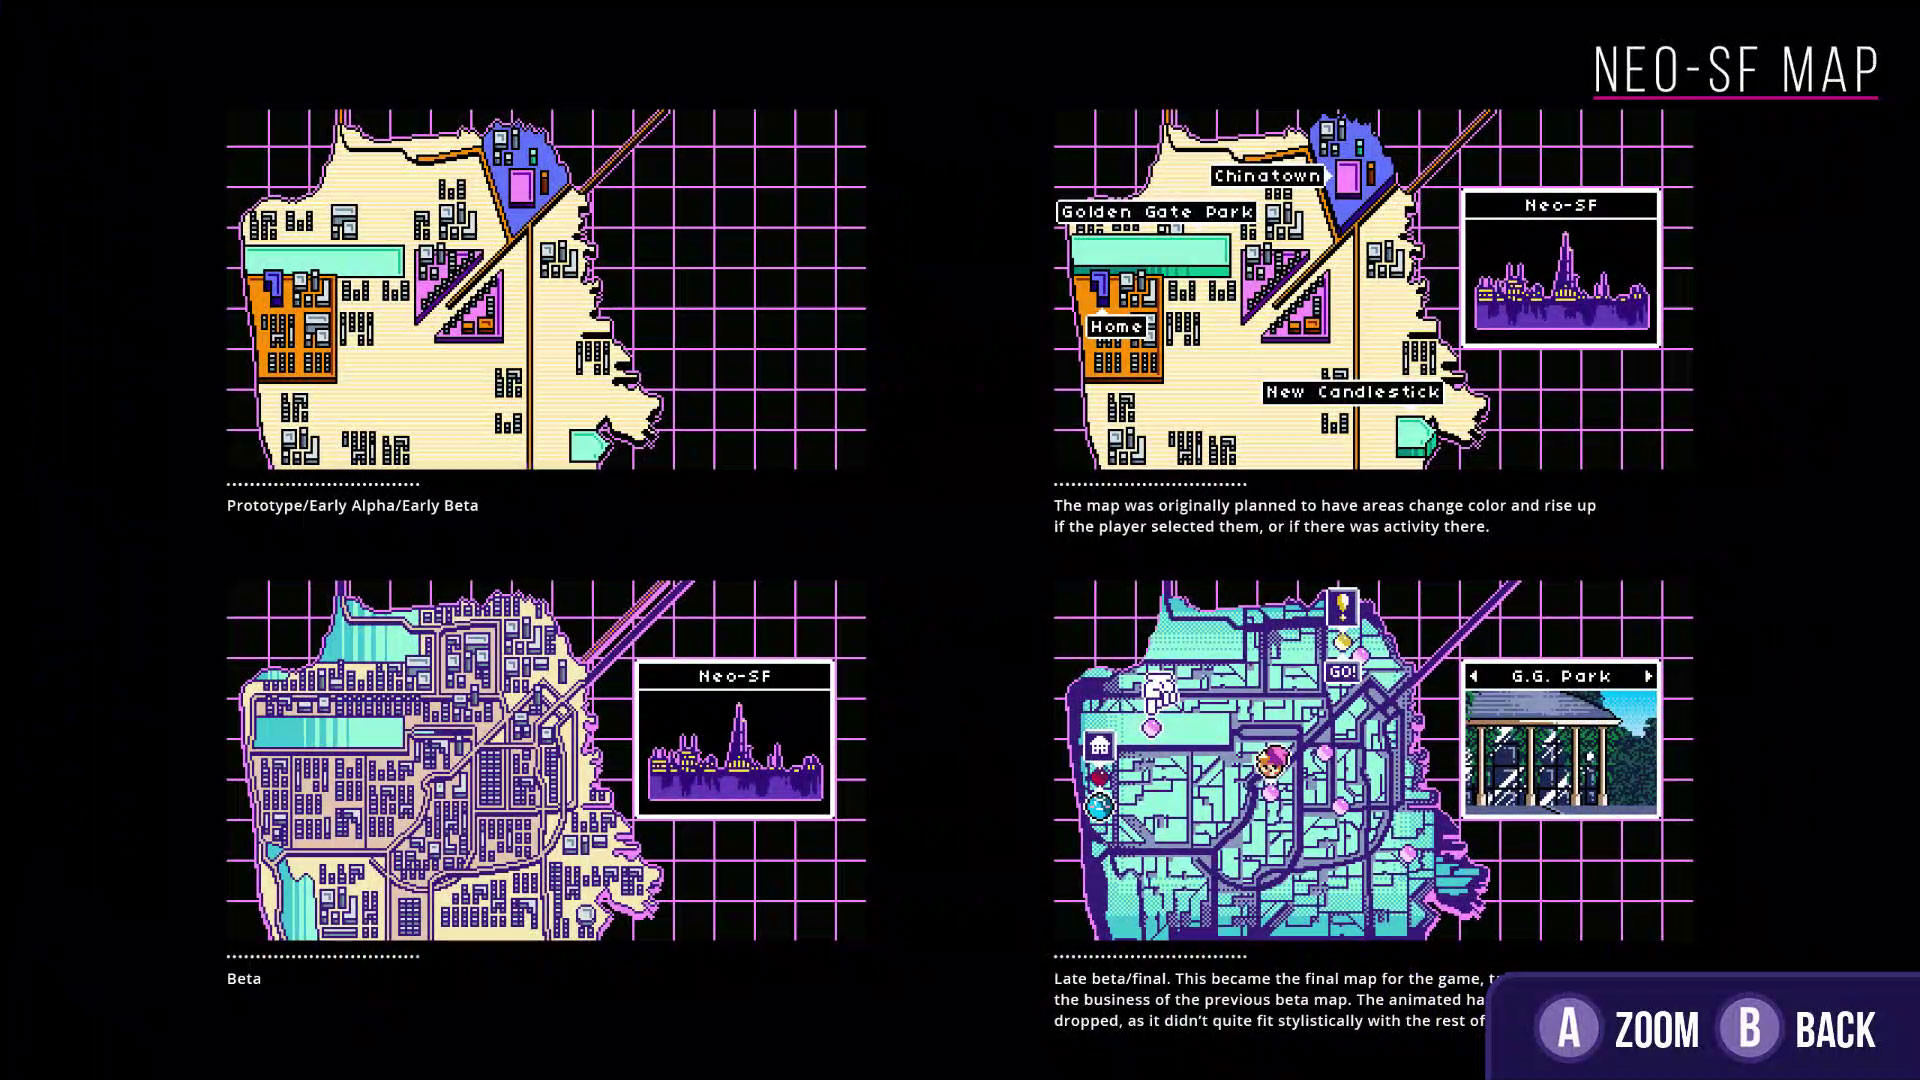 NEO-SF MAP
Chinatown
Golden Gate Park
Neo-SF
Home
New Candlestick
Prototype/Early Alpha/Early Beta
The map was originally planned to have areas change color and rise up
if the player selected them, or if there was activity there.
GO!
Neo-SF
G.G. Park
Beta
Late beta/final. This became the final map for the game,
the business of the previous beta map. The animated
dropped, as it didn't quite fit stylistically with the rest of
A ZOOM B BACK